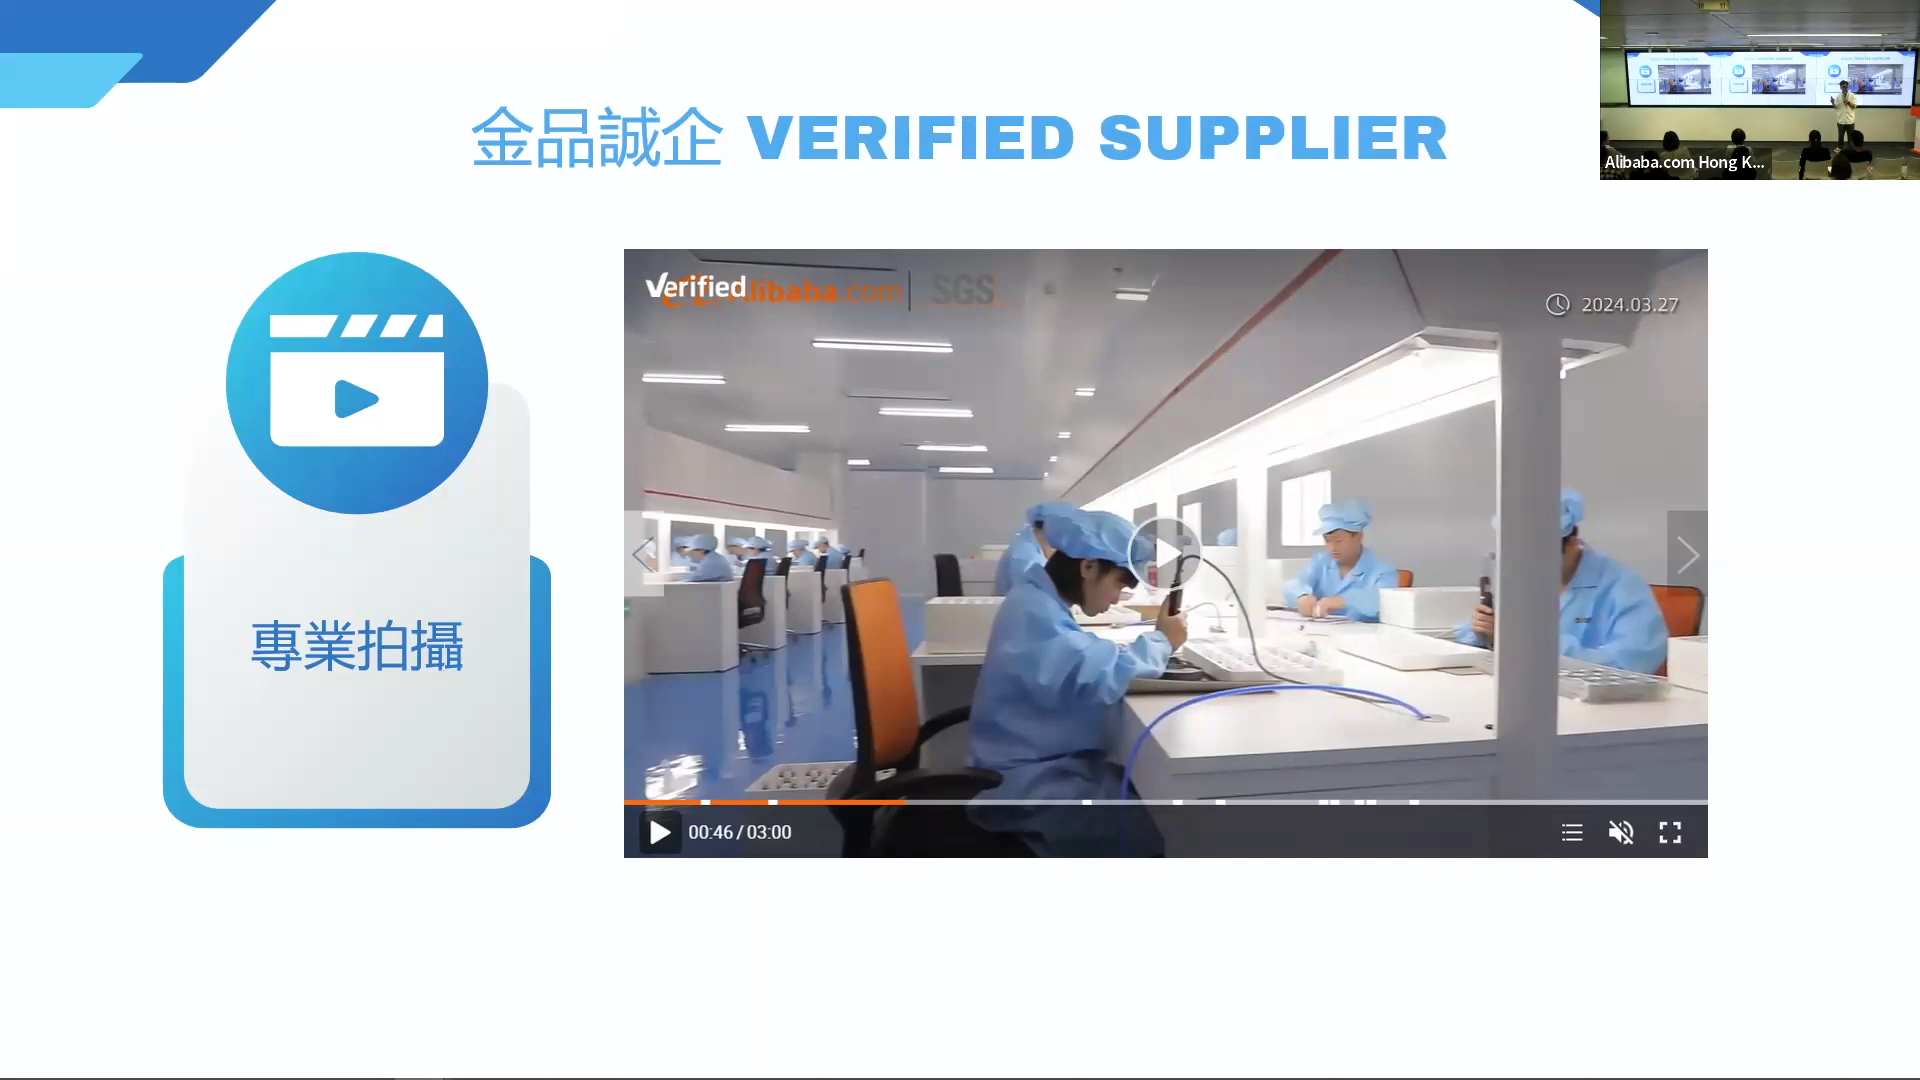 金品誠企 VERIFIED SUPPLIER
Alibaba.com Hong K...
Verified
Alibaba.com | SGS
2024.03.27
專業拍攝
00:46 / 03:00